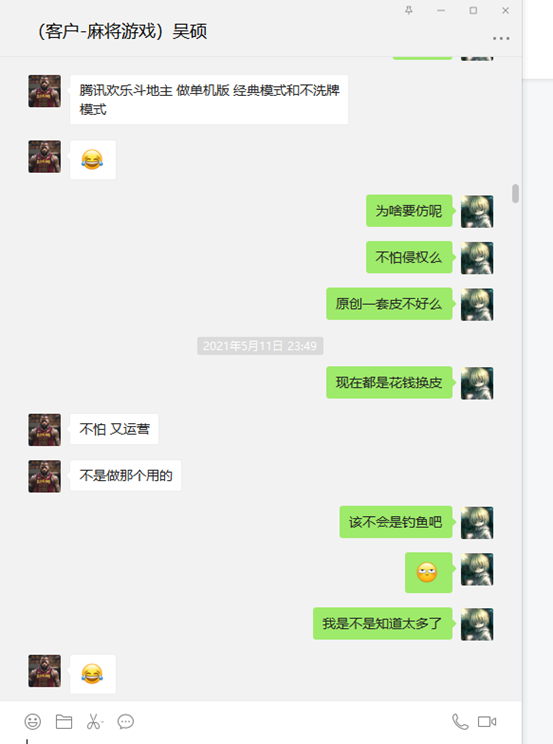 （客户-麻将游戏）吴硕
腾讯欢乐斗地主 做单机版 经典模式和不洗牌
模式
为啥要仿呢
不怕侵权么
原创一套皮不好么
2021年5月11日 23:49
现在都是花钱换皮
不怕 又运营
不是做那个用的
该不会是钓鱼吧
我是不是知道太多了